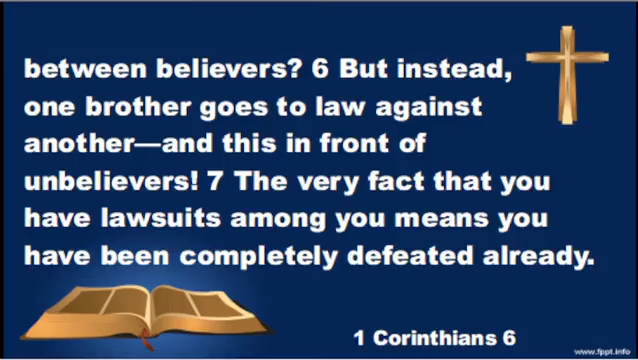 between believers? 6 But instead,
one brother goes to law against
another—and this in front of
unbelievers! 7 The very fact that you
have lawsuits among you means you
have been completely defeated already.
1 Corinthians 6
www.fppt.info